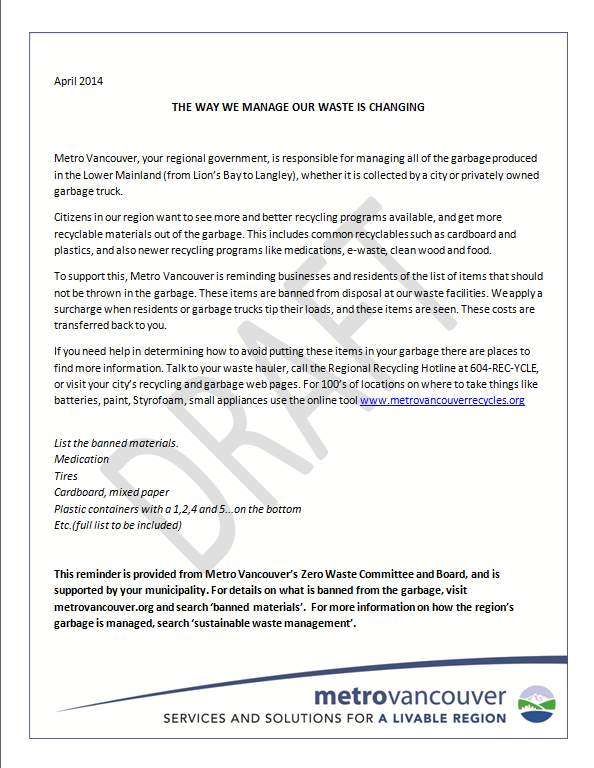 April 2014
THE WAY WE MANAGE OUR WASTE IS CHANGING
Metro Vancouver, your regional government, is responsible for managing all of the garbage produced
in the Lower Mainland (from Lion's Bay to Langley), whether it is collected by a city or privately owned
garbage truck.
Citizens in our region want to see more and better recycling programs available, and get more
recyclable materials out of the garbage. This includes common recyclables such as cardboard and
plastics, and also newer recycling programs like medications, e-waste, clean wood and food.
To support this, Metro Vancouver is reminding businesses and residents of the list of items that should
not be thrown in the garbage. These items are banned from disposal at our waste facilities. We apply a
surcharge when residents or garbage trucks tip their loads, and these items are seen. These costs are
transferred back to you.
If you need help in determining how to avoid putting these items in your garbage there are places to
find more information. Talk to your waste hauler, call the Regional Recycling Hotline at 604-REC-YCLE,
or visit your city's recycling and garbage web pages. For 100's of locations on where to take things like
batteries, paint, Styrofoam, small appliances use the online tool www.metrovancouverrecycles.org
List the banned materials.
Medication
Tires
Cardboard, mixed paper
Plastic containers with a 1,2,4 and 5...on the bottom
Etc.(full list to be included)
This reminder is provided from Metro Vancouver's Zero Waste Committee and Board, and is
supported by your municipality. For details on what is banned from the garbage, visit
metrovancouver.org and search 'banned materials'. For more information on how the region's
garbage is managed, search 'sustainable waste management'.
DRAFT
metrovancouver
SERVICES AND SOLUTIONS FOR A LIVABLE REGION